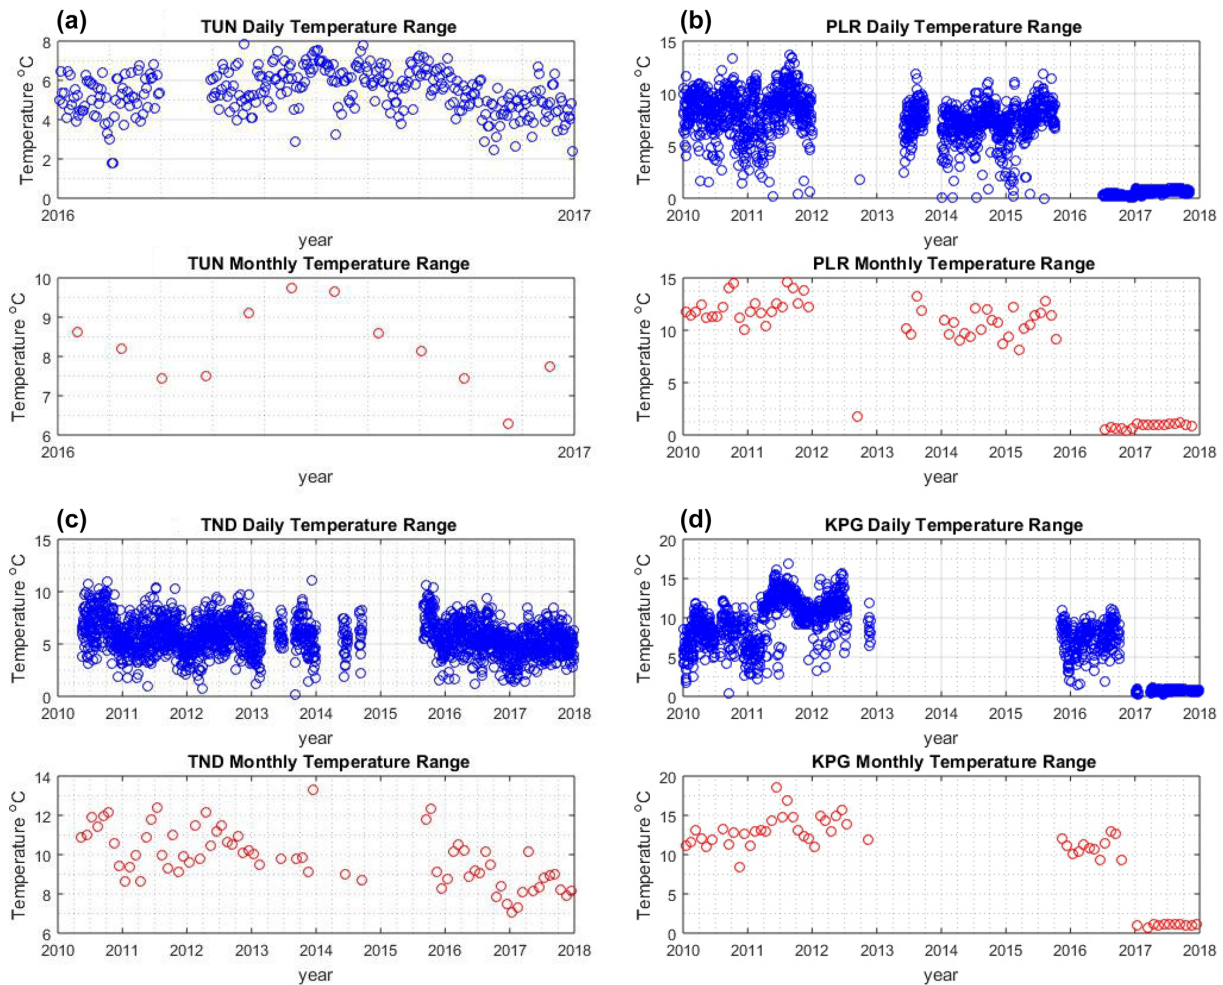 (a)
TUN Daily Temperature Range
8
6
4
2
0
Temperature °C
2016 2017
year
TUN Monthly Temperature Range
10
9
8
7
6
Temperature °C
2016 2017
year
(b)
PLR Daily Temperature Range
15
10
5
0
Temperature °C
2010 2011 2012 2013 2014 2015 2016 2017 2018
year
PLR Monthly Temperature Range
15
10
5
0
Temperature °C
2010 2011 2012 2013 2014 2015 2016 2017 2018
year
(c)
TND Daily Temperature Range
15
10
5
0
Temperature °C
2010 2011 2012 2013 2014 2015 2016 2017 2018
year
TND Monthly Temperature Range
14
12
10
8
6
Temperature °C
2010 2011 2012 2013 2014 2015 2016 2017 2018
year
(d)
KPG Daily Temperature Range
20
15
10
5
0
Temperature °C
2010 2011 2012 2013 2014 2015 2016 2017 2018
year
KPG Monthly Temperature Range
20
15
10
5
0
Temperature °C
2010 2011 2012 2013 2014 2015 2016 2017 2018
year